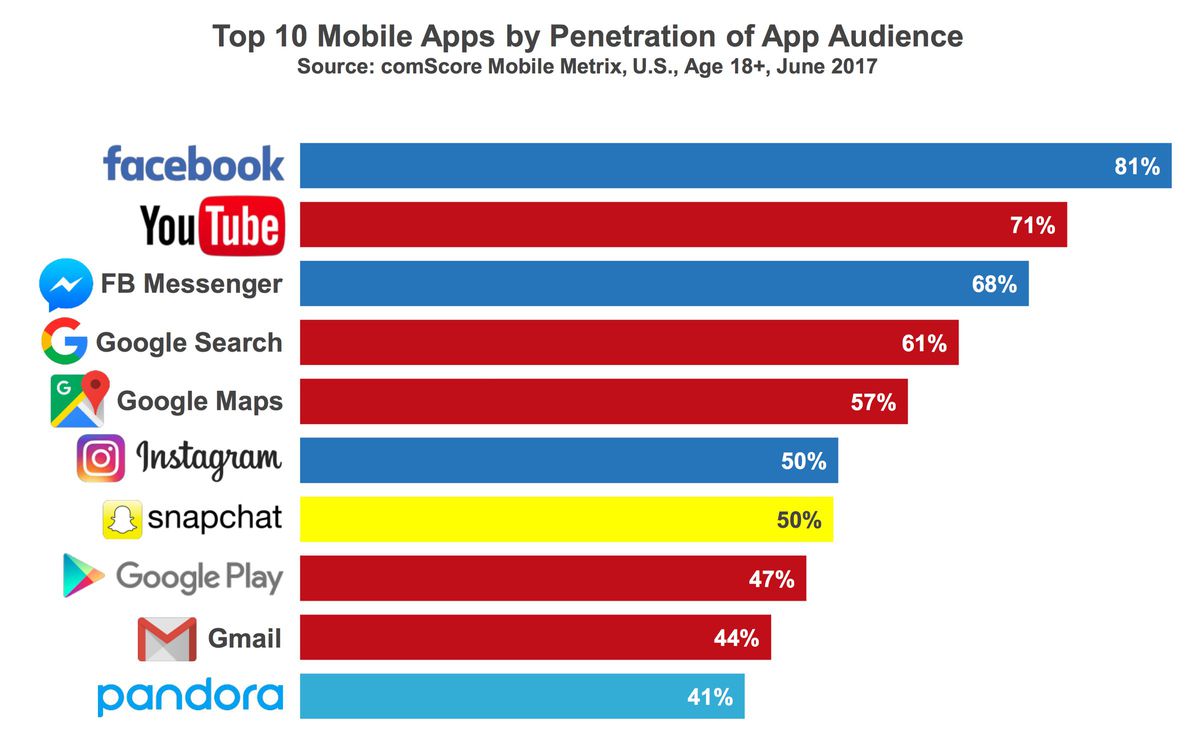 Top 10 Mobile Apps by Penetration of App Audience
Source: comScore Mobile Metrix, U.S., Age 18+, June 2017
facebook 81%
YouTube 71%
FB Messenger 68%
G Google Search 61%
G Google Maps 57%
Instagram 50%
snapchat 50%
Google Play 47%
M Gmail 44%
pandora 41%